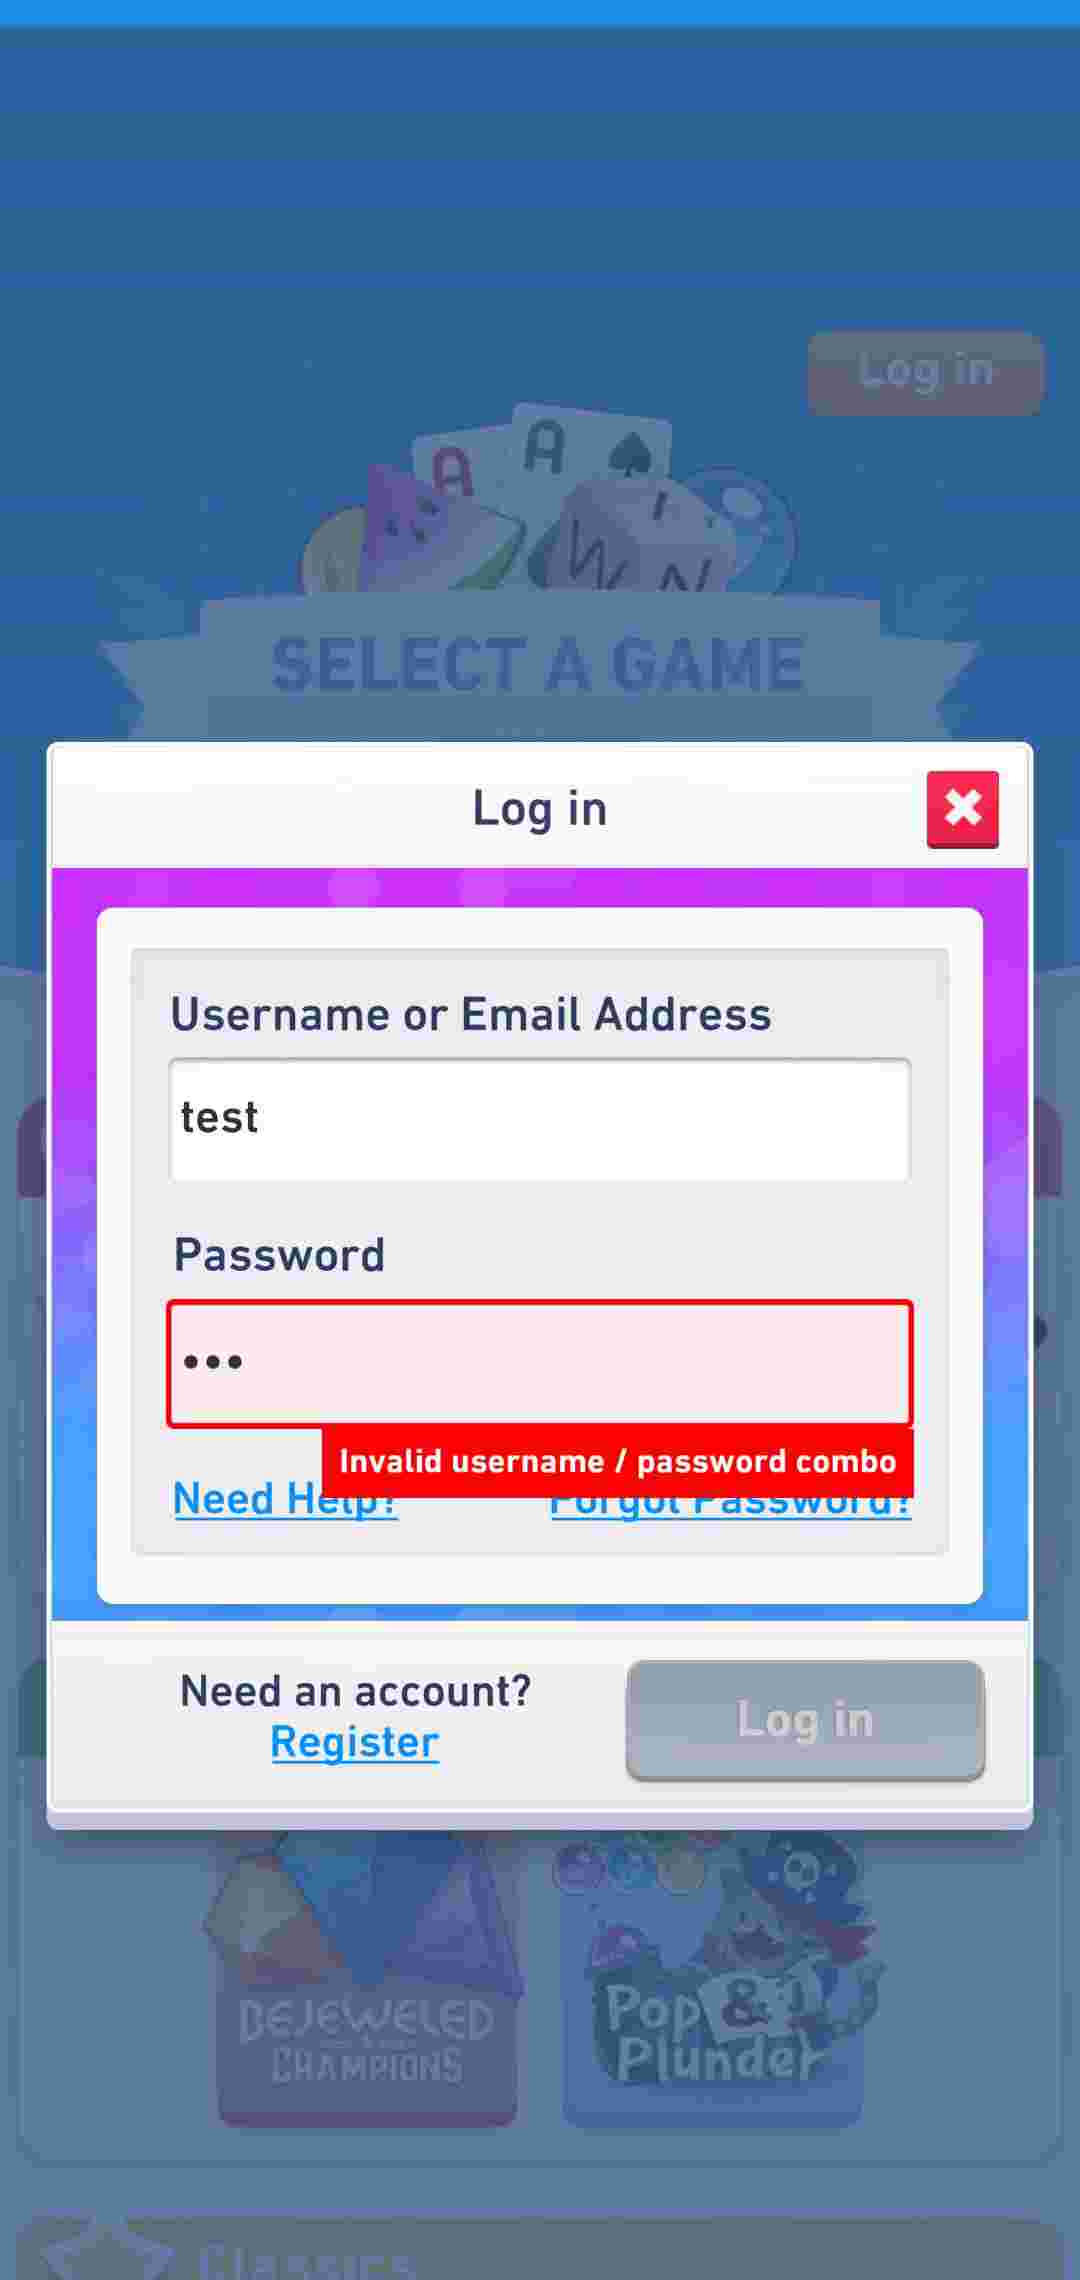 Log in
A
A
W
I
N
SELECT A GAME
Log in
Username or Email Address
test
Password
Invalid username / password combo
Need Help?
Forgot Password?
Need an account?
Register
Log in
BEJEWELED
CHAMPIONS
Pop &
Plunder
Classics